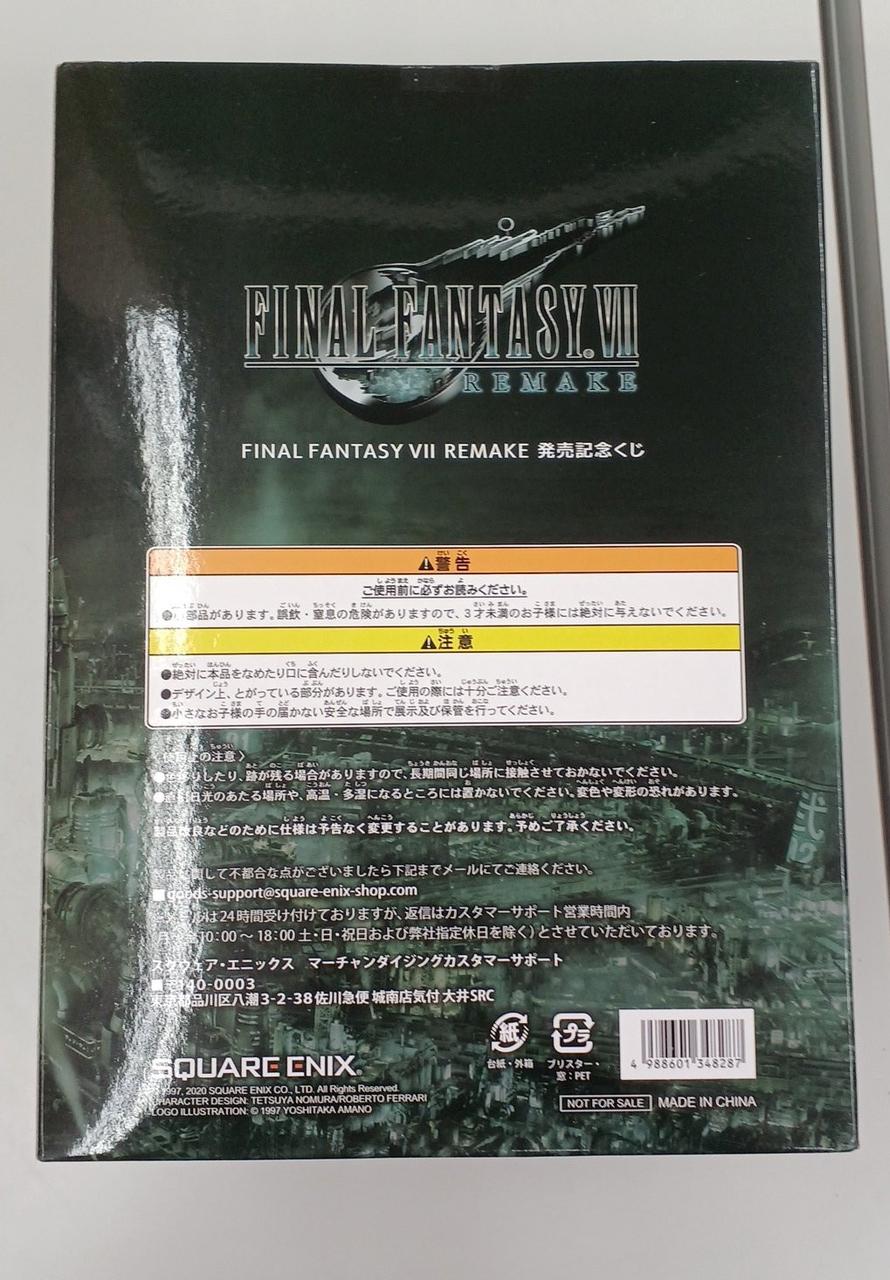 FINAL FANTASY VII
REMAKE
FINAL FANTASY VII REMAKE 発売記念くじ
警告
ご使用前に必ずお読みください。
部品があります。誤飲・窒息の危険がありますので、3才未満のお子様には絶対に与えないでください。
注意
●絶対に本品をなめたり口に含んだりしないでください。
●デザイン上、とがっている部分があります。ご使用の際には十分ご注意ください。
●小さなお子様の手の届かない安全な場所で展示及び保管を行ってください。
上の注意〉
したり、跡が残る場合がありますので、長期間同じ場所に接触させておかないでください。
●直射日光のあたる場所や、高温・多湿になるところには置かないでください。変色や変形の恐れがあります。
製品改良などのために仕様は予告なく変更することがあります。予めご了承ください。
製品に関して不都合な点がございましたら下記までメールにてご連絡ください。
■goods-support@square-enix-shop.com
メールは24時間受け付けておりますが、返信はカスタマーサポート営業時間内
10:00〜18:00 土・日・祝日および弊社指定休日を除く)とさせていただいております。
スクウェア・エニックス マーチャンダイジングカスタマーサポート
■〒140-0003
東京都品川区八潮3-2-38 佐川急便 城南店気付 大井SRC
紙
プラ
台紙・外箱
ブリスター・
窓:PET
4 988601 348287
SQUARE ENIX.
1997, 2020 SQUARE ENIX CO., LTD. All Rights Reserved.
CHARACTER DESIGN: TETSUYA NOMURA/ROBERTO FERRARI
LOGO ILLUSTRATION: © 1997 YOSHITAKA AMANO
NOT FOR SALE MADE IN CHINA